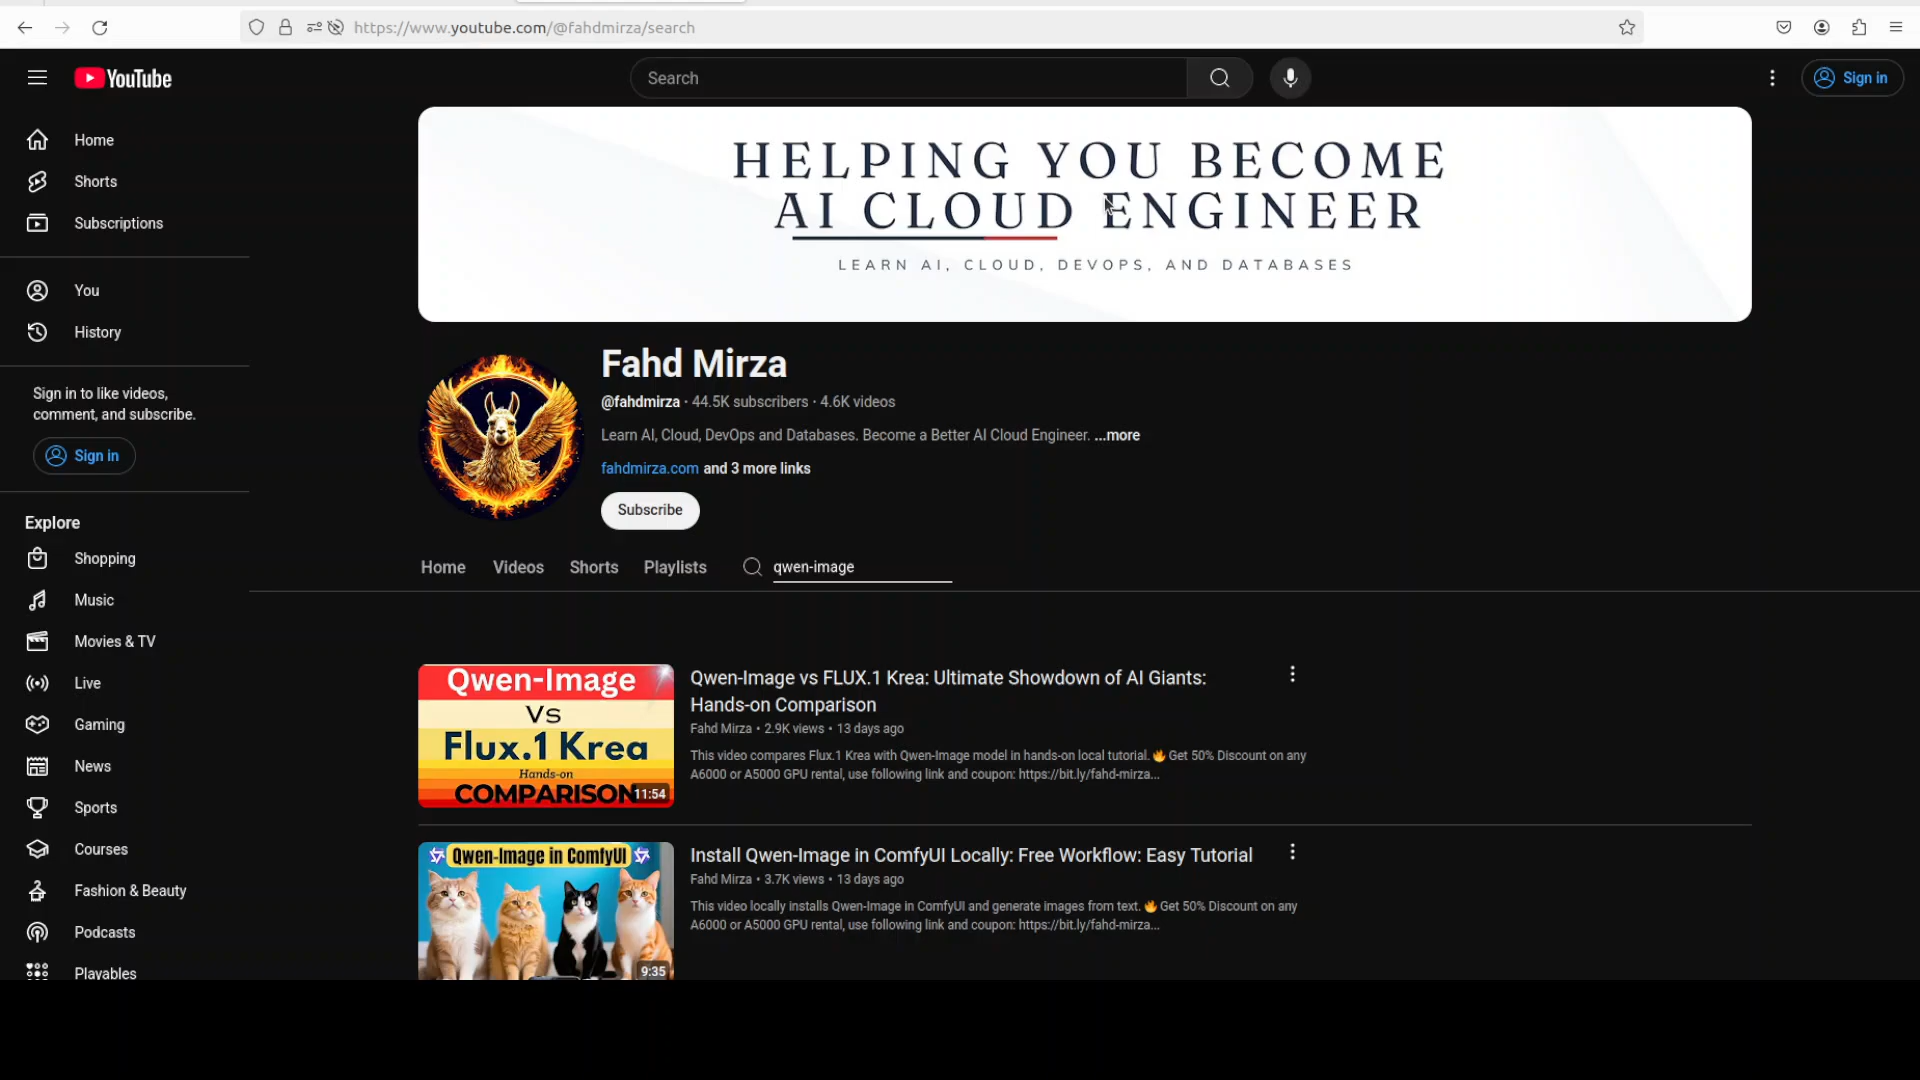 https://www.youtube.com/@fahdmirza/search
YouTube
Search
Sign in
Home
Shorts
Subscriptions
You
History
Sign in to like videos,
comment, and subscribe.
Sign in
Explore
Shopping
Music
Movies & TV
Live
Gaming
News
Sports
Courses
Fashion & Beauty
Podcasts
Playables
HELPING YOU BECOME
AI CLOUD ENGINEER
LEARN AI, CLOUD, DEVOPS, AND DATABASES
Fahd Mirza
@fahdmirza · 44.5K subscribers · 4.6K videos
Learn AI, Cloud, DevOps and Databases. Become a Better AI Cloud Engineer. ...more
fahdmirza.com and 3 more links
Subscribe
Home Videos Shorts Playlists qwen-image
Qwen-Image
Vs
Flux.1 Krea
Hands-on
COMPARISON
11:54
Qwen-Image vs FLUX.1 Krea: Ultimate Showdown of AI Giants:
Hands-on Comparison
Fahd Mirza • 2.9K views • 13 days ago
This video compares Flux.1 Krea with Qwen-Image model in hands-on local tutorial. 🔥 Get 50% Discount on any
A6000 or A5000 GPU rental, use following link and coupon: https://bit.ly/fahd-mirza...
Qwen-Image in ComfyUI
9:35
Install Qwen-Image in ComfyUI Locally: Free Workflow: Easy Tutorial
Fahd Mirza • 3.7K views • 13 days ago
This video locally installs Qwen-Image in ComfyUI and generate images from text. 🔥 Get 50% Discount on any
A6000 or A5000 GPU rental, use following link and coupon: https://bit.ly/fahd-mirza...